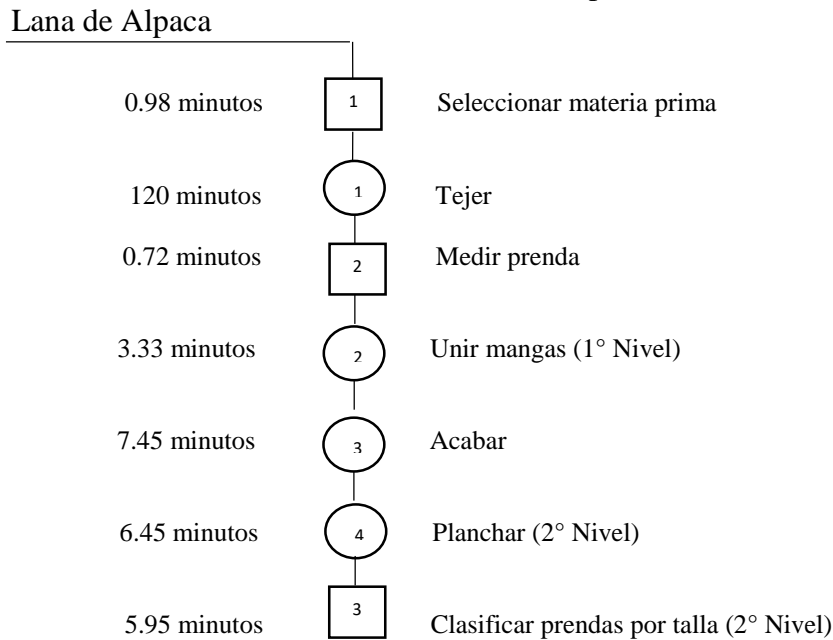 Lana de Alpaca
0.98 minutos 1 Seleccionar materia prima
120 minutos 1 Tejer
0.72 minutos 2 Medir prenda
3.33 minutos 2 Unir mangas (1° Nivel)
7.45 minutos 3 Acabar
6.45 minutos 4 Planchar (2° Nivel)
5.95 minutos 3 Clasificar prendas por talla (2° Nivel)